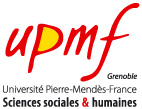 upmf
Grenoble
Université Pierre-Mendès-France
Sciences sociales & humaines